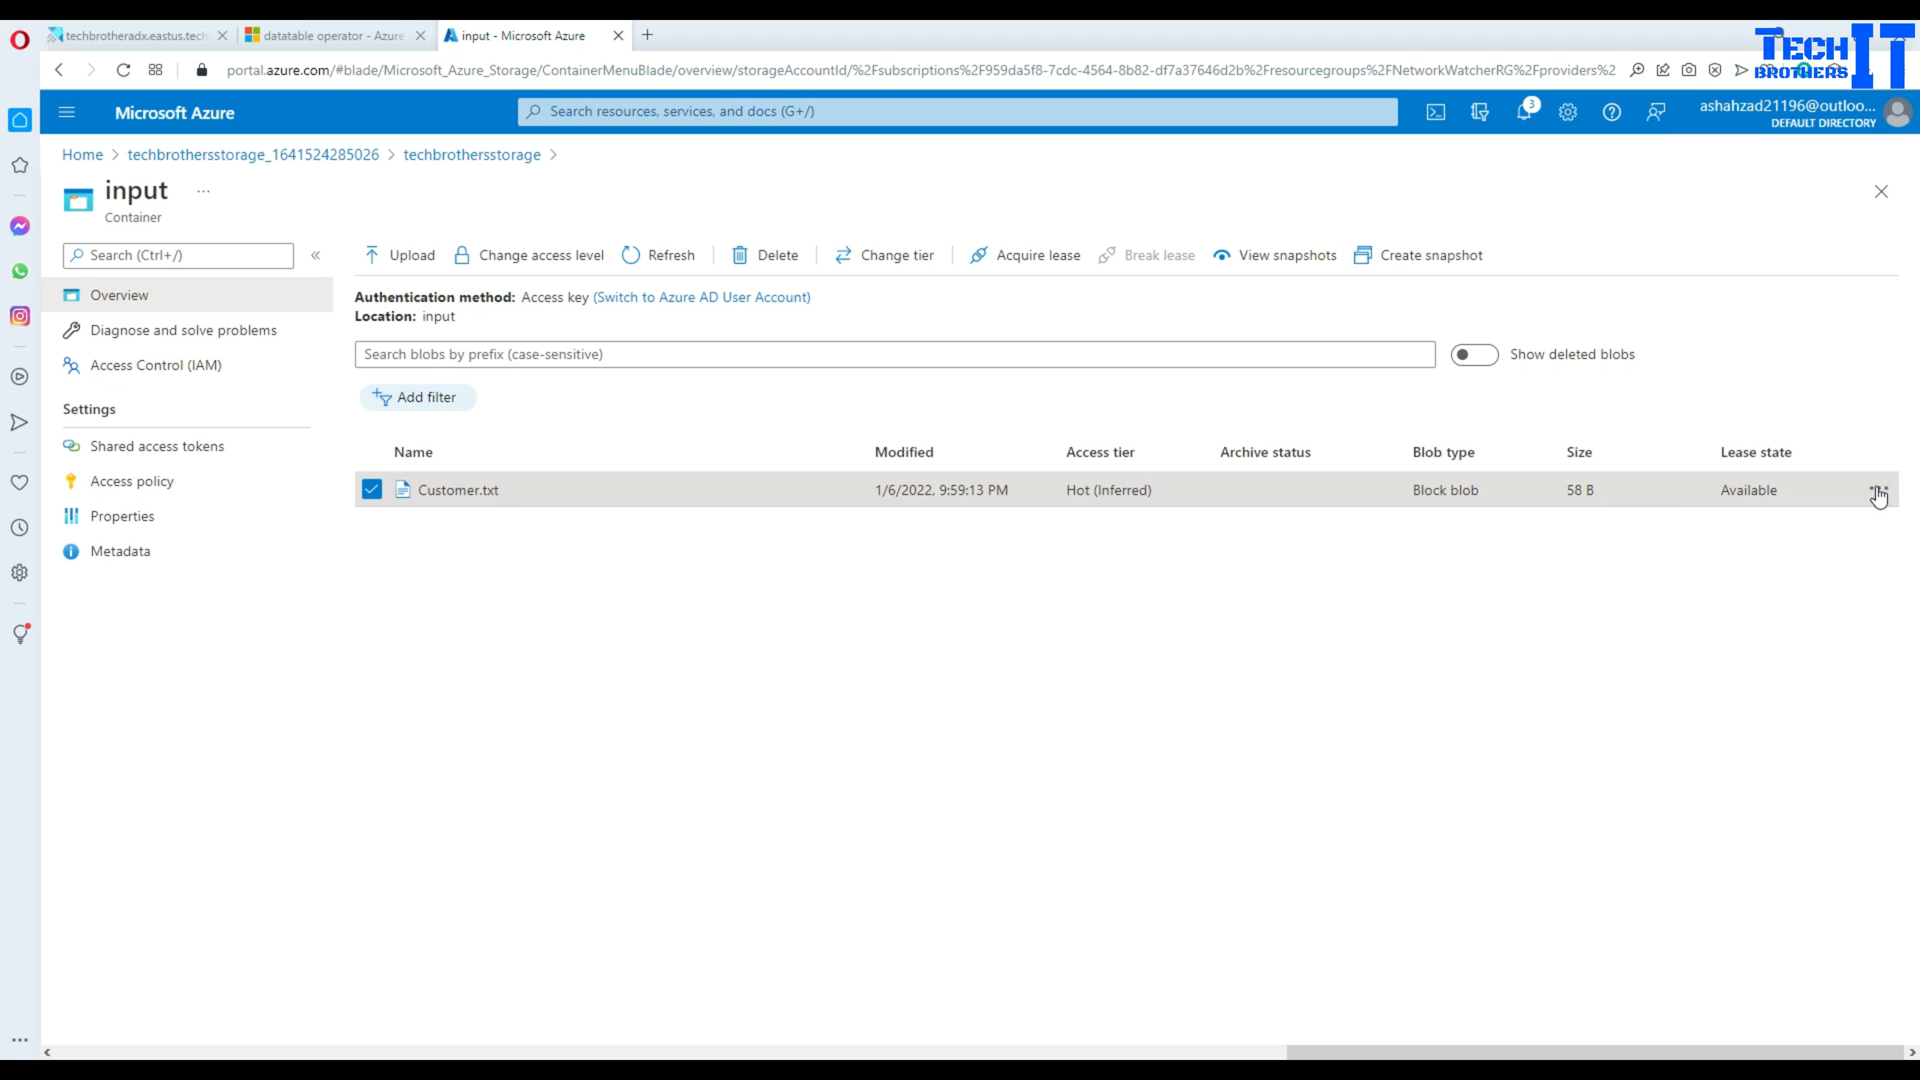 techbrotheradx.eastus.tech
datatable operator - Azure
input - Microsoft Azure
TECH IT
BROTHERS
portal.azure.com/#blade/Microsoft_Azure_Storage/ContainerMenuBlade/overview/storageAccountId/%2Fsubscriptions%2F959da5f8-7cdc-4564-8b82-df7a37646d2b%2Fresourcegroups%2FNetworkWatcherRG%2Fproviders%2
Microsoft Azure
Search resources, services, and docs (G+/)
3
ashahzad21196@outloo...
DEFAULT DIRECTORY
Home > techbrothersstorage_1641524285026 > techbrothersstorage >
input ...
Container
Search (Ctrl+/) «
Upload Change access level Refresh Delete Change tier Acquire lease Break lease View snapshots Create snapshot
Overview
Diagnose and solve problems
Access Control (IAM)
Settings
Shared access tokens
Access policy
Properties
Metadata
Authentication method: Access key (Switch to Azure AD User Account)
Location: input
Search blobs by prefix (case-sensitive)
Show deleted blobs
Add filter
Name Modified Access tier Archive status Blob type Size Lease state
Customer.txt 1/6/2022, 9:59:13 PM Hot (Inferred) Block blob 58 B Available